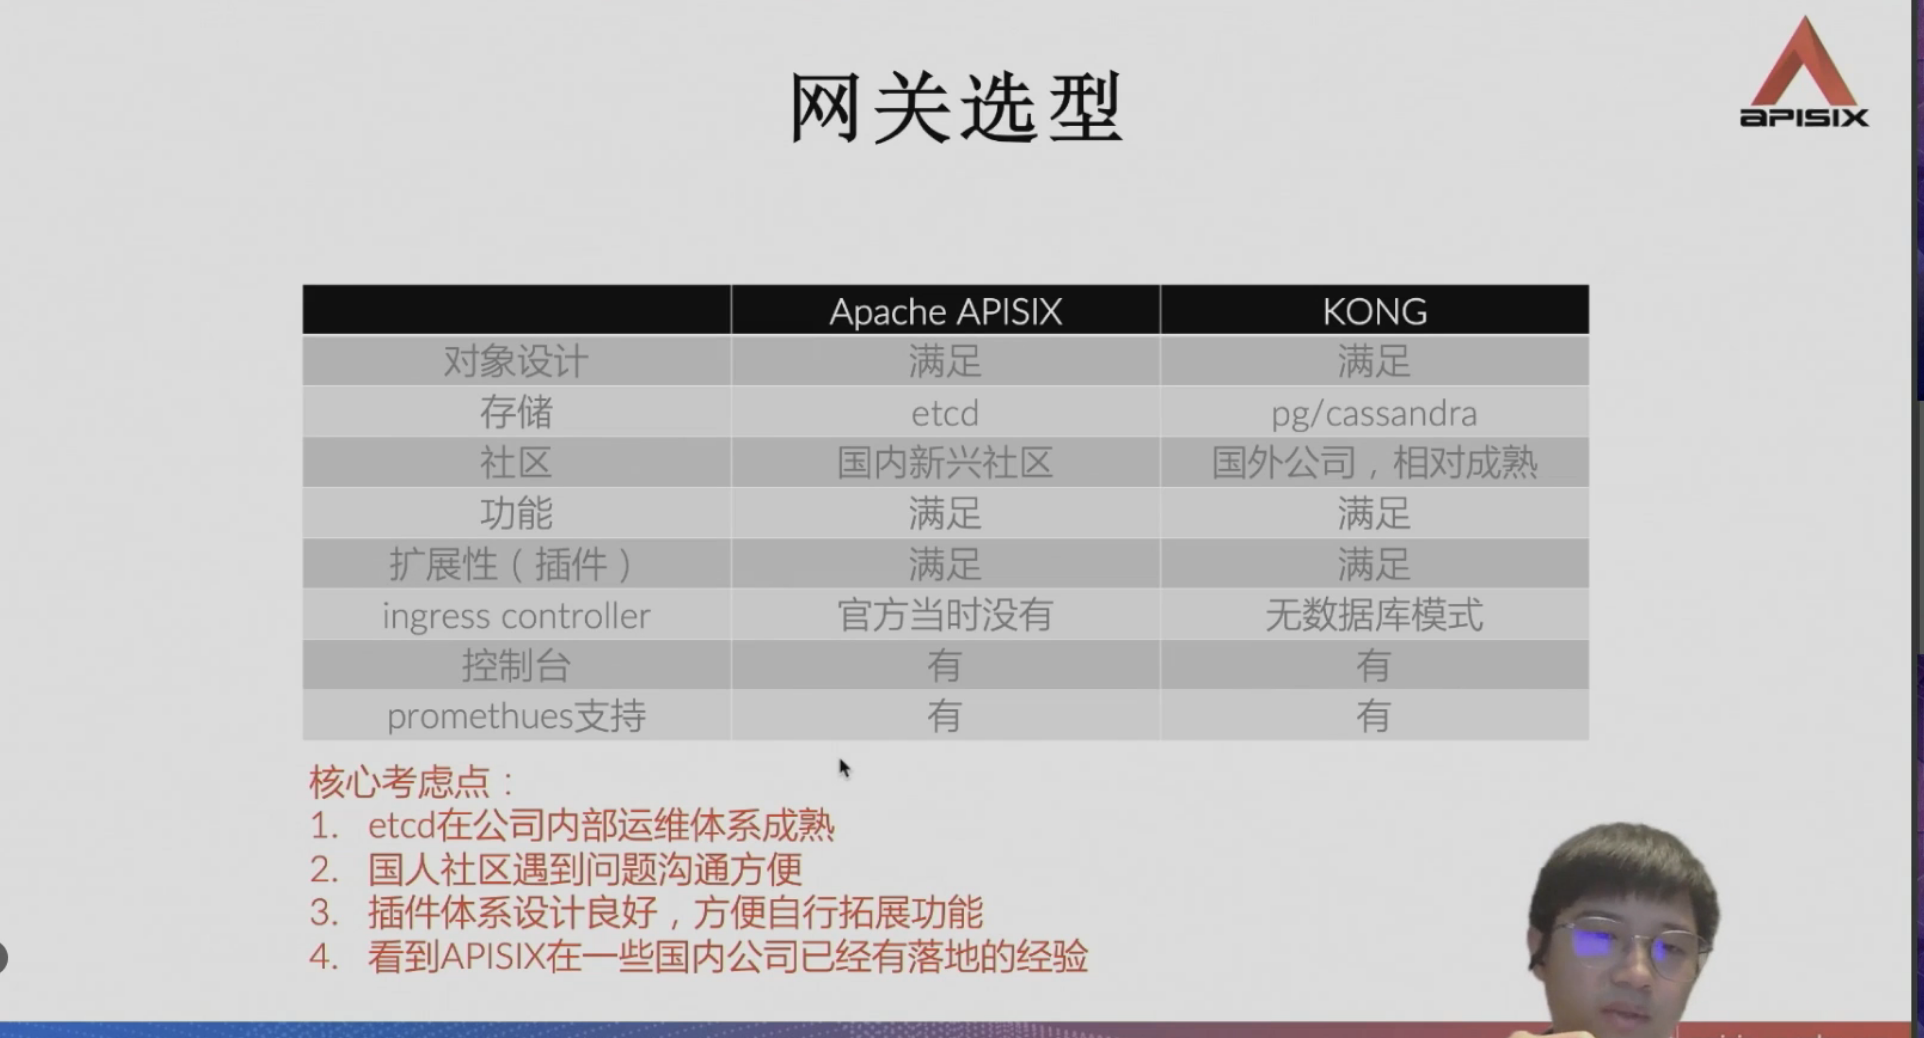 网关选型
APISIX
Apache APISIX KONG
对象设计 满足 满足
存储 etcd pg/cassandra
社区 国内新兴社区 国外公司，相对成熟
功能 满足 满足
扩展性（插件） 满足 满足
ingress controller 官方当时没有 无数据库模式
控制台 有 有
promethues支持 有 有
核心考虑点：
1. etcd在公司内部运维体系成熟
2. 国人社区遇到问题沟通方便
3. 插件体系设计良好，方便自行拓展功能
4. 看到APISIX在一些国内公司已经有落地的经验